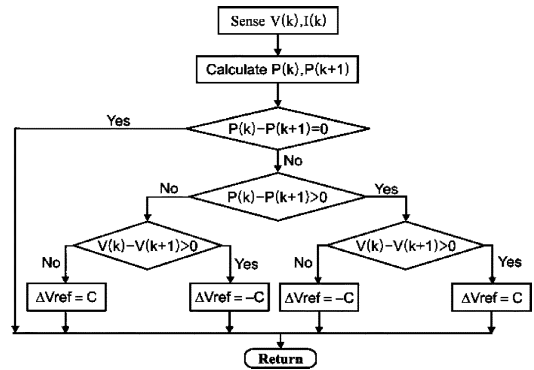 Sense V(k),I(k)
Calculate P(k),P(k+1)
Yes
P(k)−P(k+1)=0
No
No
P(k)−P(k+1)>0
Yes
V(k)−V(k+1)>0
V(k)−V(k+1)>0
No
Yes
No
Yes
ΔVref = C
ΔVref = −C
ΔVref = −C
ΔVref = C
Return